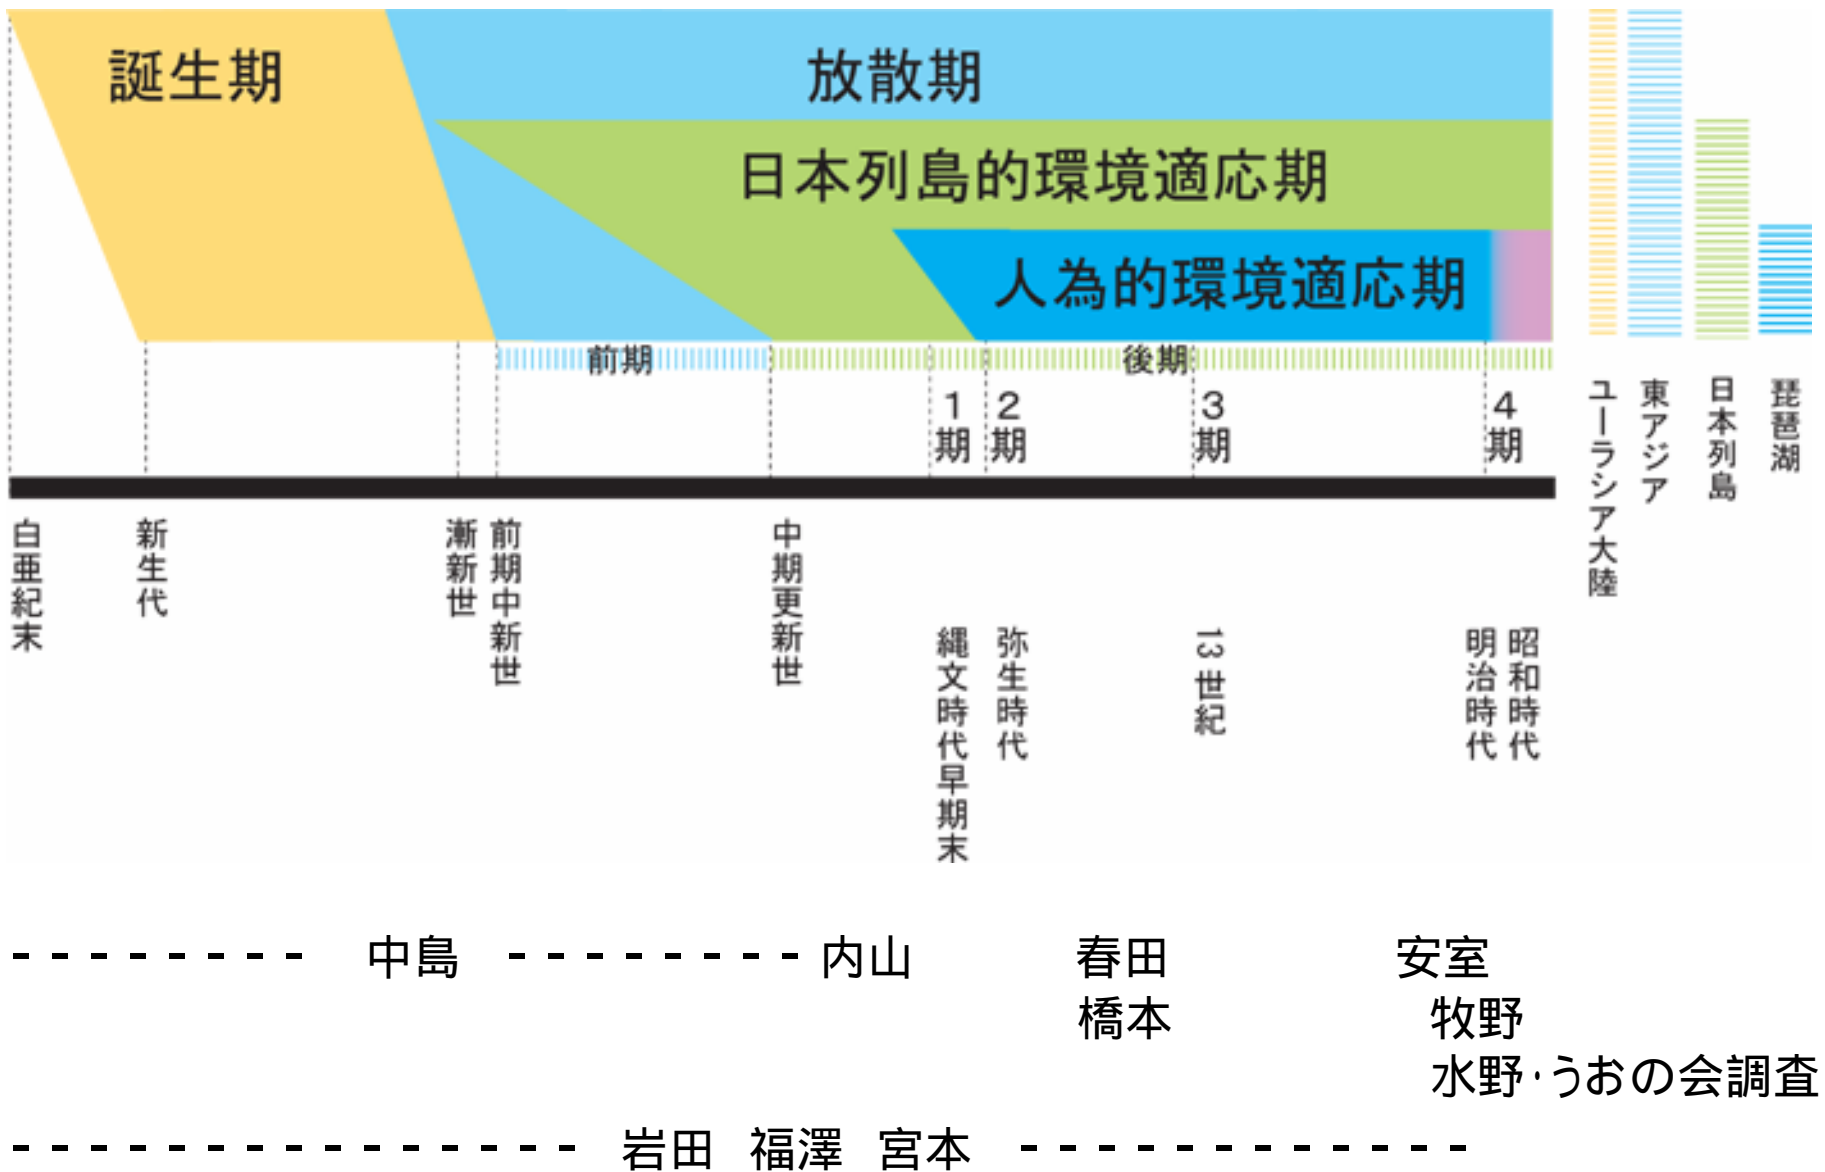 誕生期
放散期
日本列島的環境適応期
人為的環境適応期
前期
後期
1期
2期
3期
4期
ユーラシア大陸
東アジア
日本列島
琵琶湖
白亜紀末
新生代
漸新世
前期中新世
中期更新世
縄文時代早期末
弥生時代
13世紀
明治時代
昭和時代
中島 内山 春田 安室
橋本 牧野
水野・うおの会調査
岩田 福澤 宮本